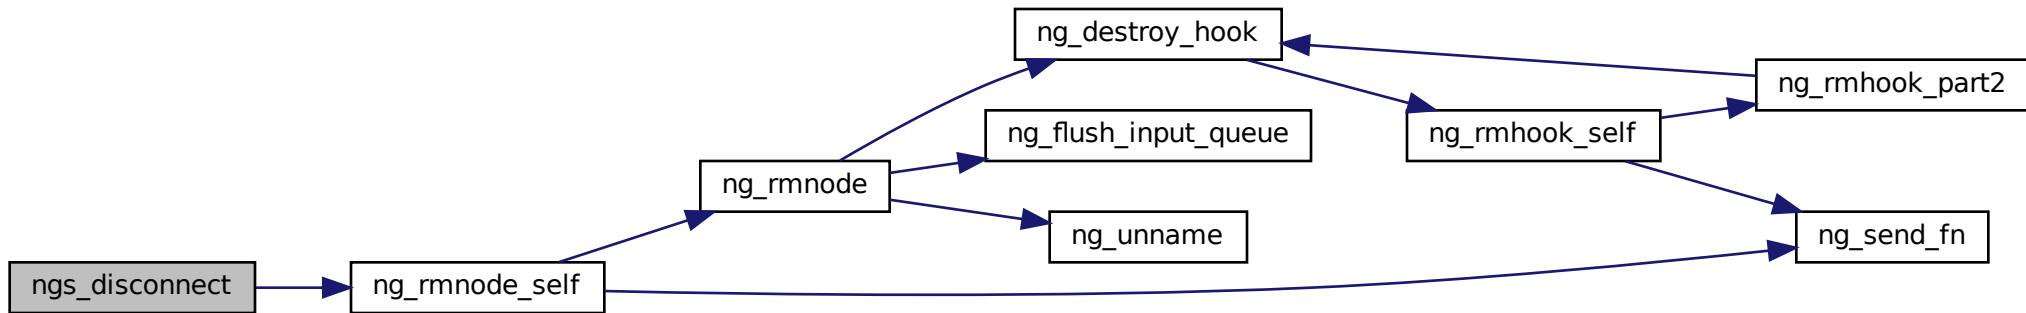 ng_destroy_hook
ng_rmhook_part2
ng_flush_input_queue
ng_rmhook_self
ng_rmnode
ng_unname
ng_send_fn
ngs_disconnect
ng_rmnode_self